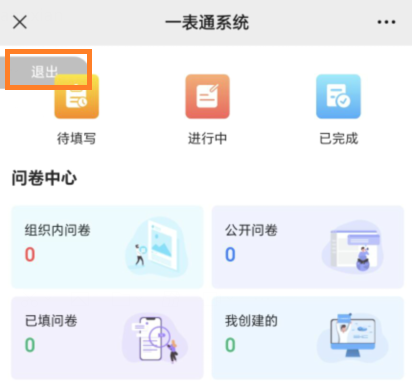 一表通系统
退出
待填写 进行中 已完成
问卷中心
组织内问卷 公开问卷
0 0
已填问卷 我创建的
0 0